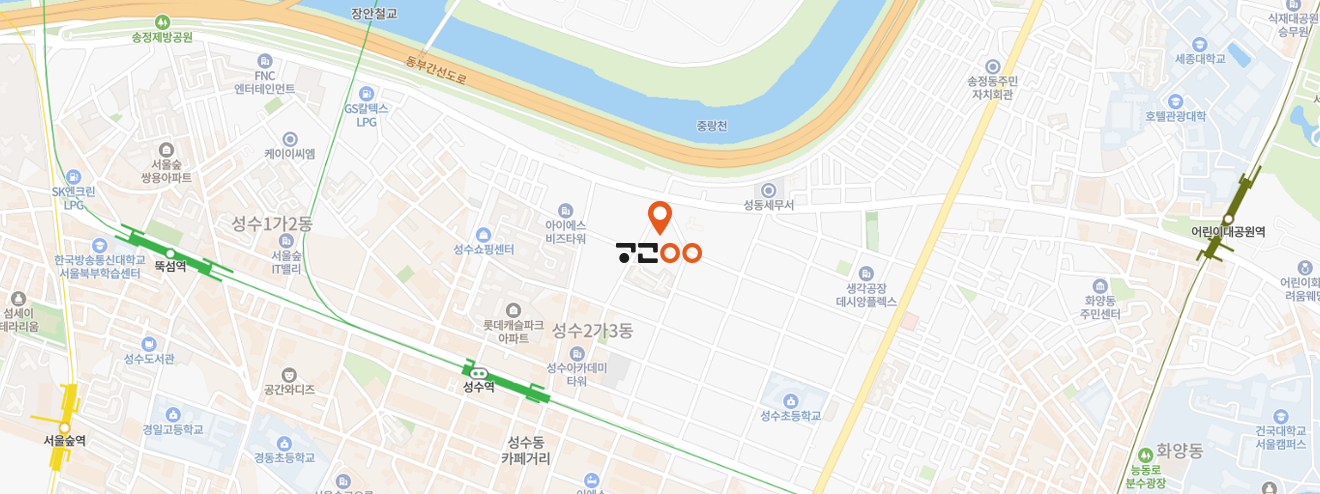 장안철교
송정제방공원
식재대공원
승무원
동부간선도로
세종대학교
FNC
엔터테인먼트
송정동주민
자치회관
GS칼텍스
LPG
호텔관광대학
중랑천
케이이씨엠
서울숲
쌍용아파트
SK엔크린
LPG
성동세무서
성수1가2동
아이에스
비즈타워
어린이대공원역
성수쇼핑센터
서울숲
IT밸리
한국방송통신대학교
서울북부학습센터
뚝섬역
생각공장
데시앙플렉스
화양동
주민센터
어린이회
려움웨딩
섬세이
테라리움
롯데캐슬파크
아파트
성수2가3동
성수도서관
성수아카데미
타워
공간와디즈
성수역
성수초등학교
경일고등학교
서울숲역
건국대학교
서울캠퍼스
성수동
카페거리
화양동
경동초등학교
능동로
분수광장